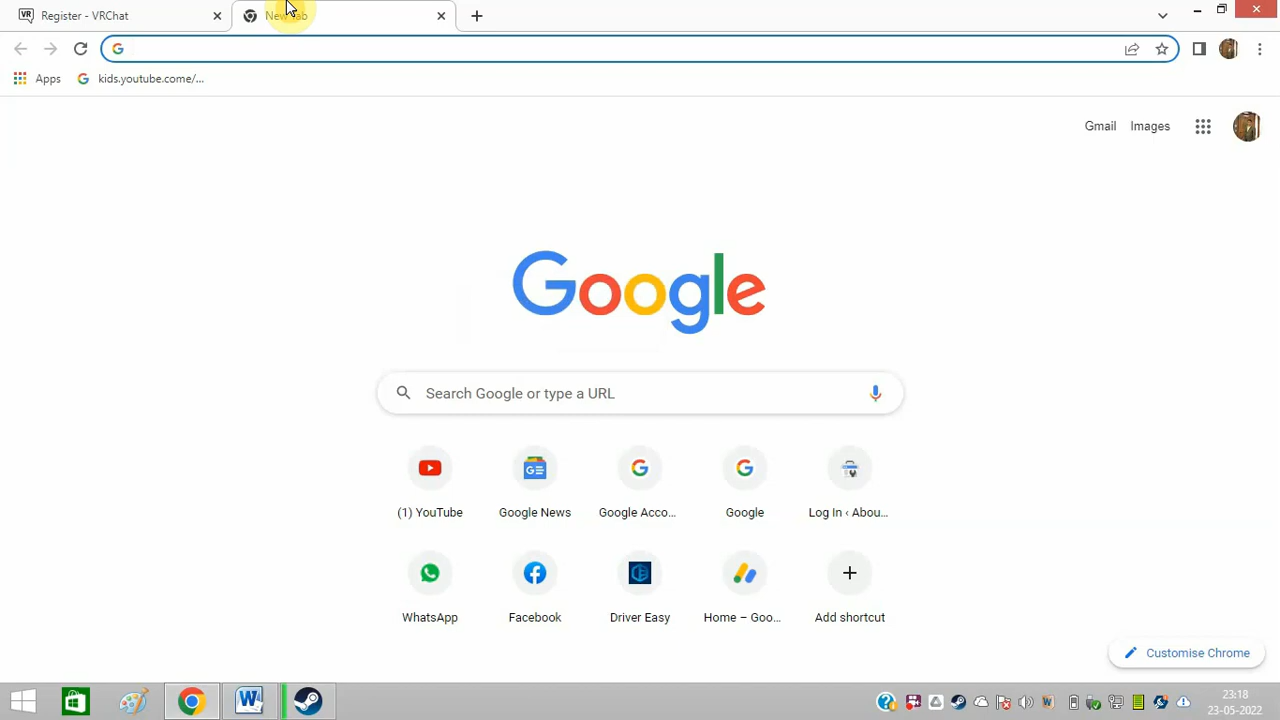 Register - VRChat
New Tab
Apps
kids.youtube.come/...
Gmail
Images
Google
Search Google or type a URL
(1) YouTube
Google News
Google Acco...
Google
Log In ‹ Abou...
WhatsApp
Facebook
Driver Easy
Home – Goo...
Add shortcut
Customise Chrome
23:18
23-05-2022